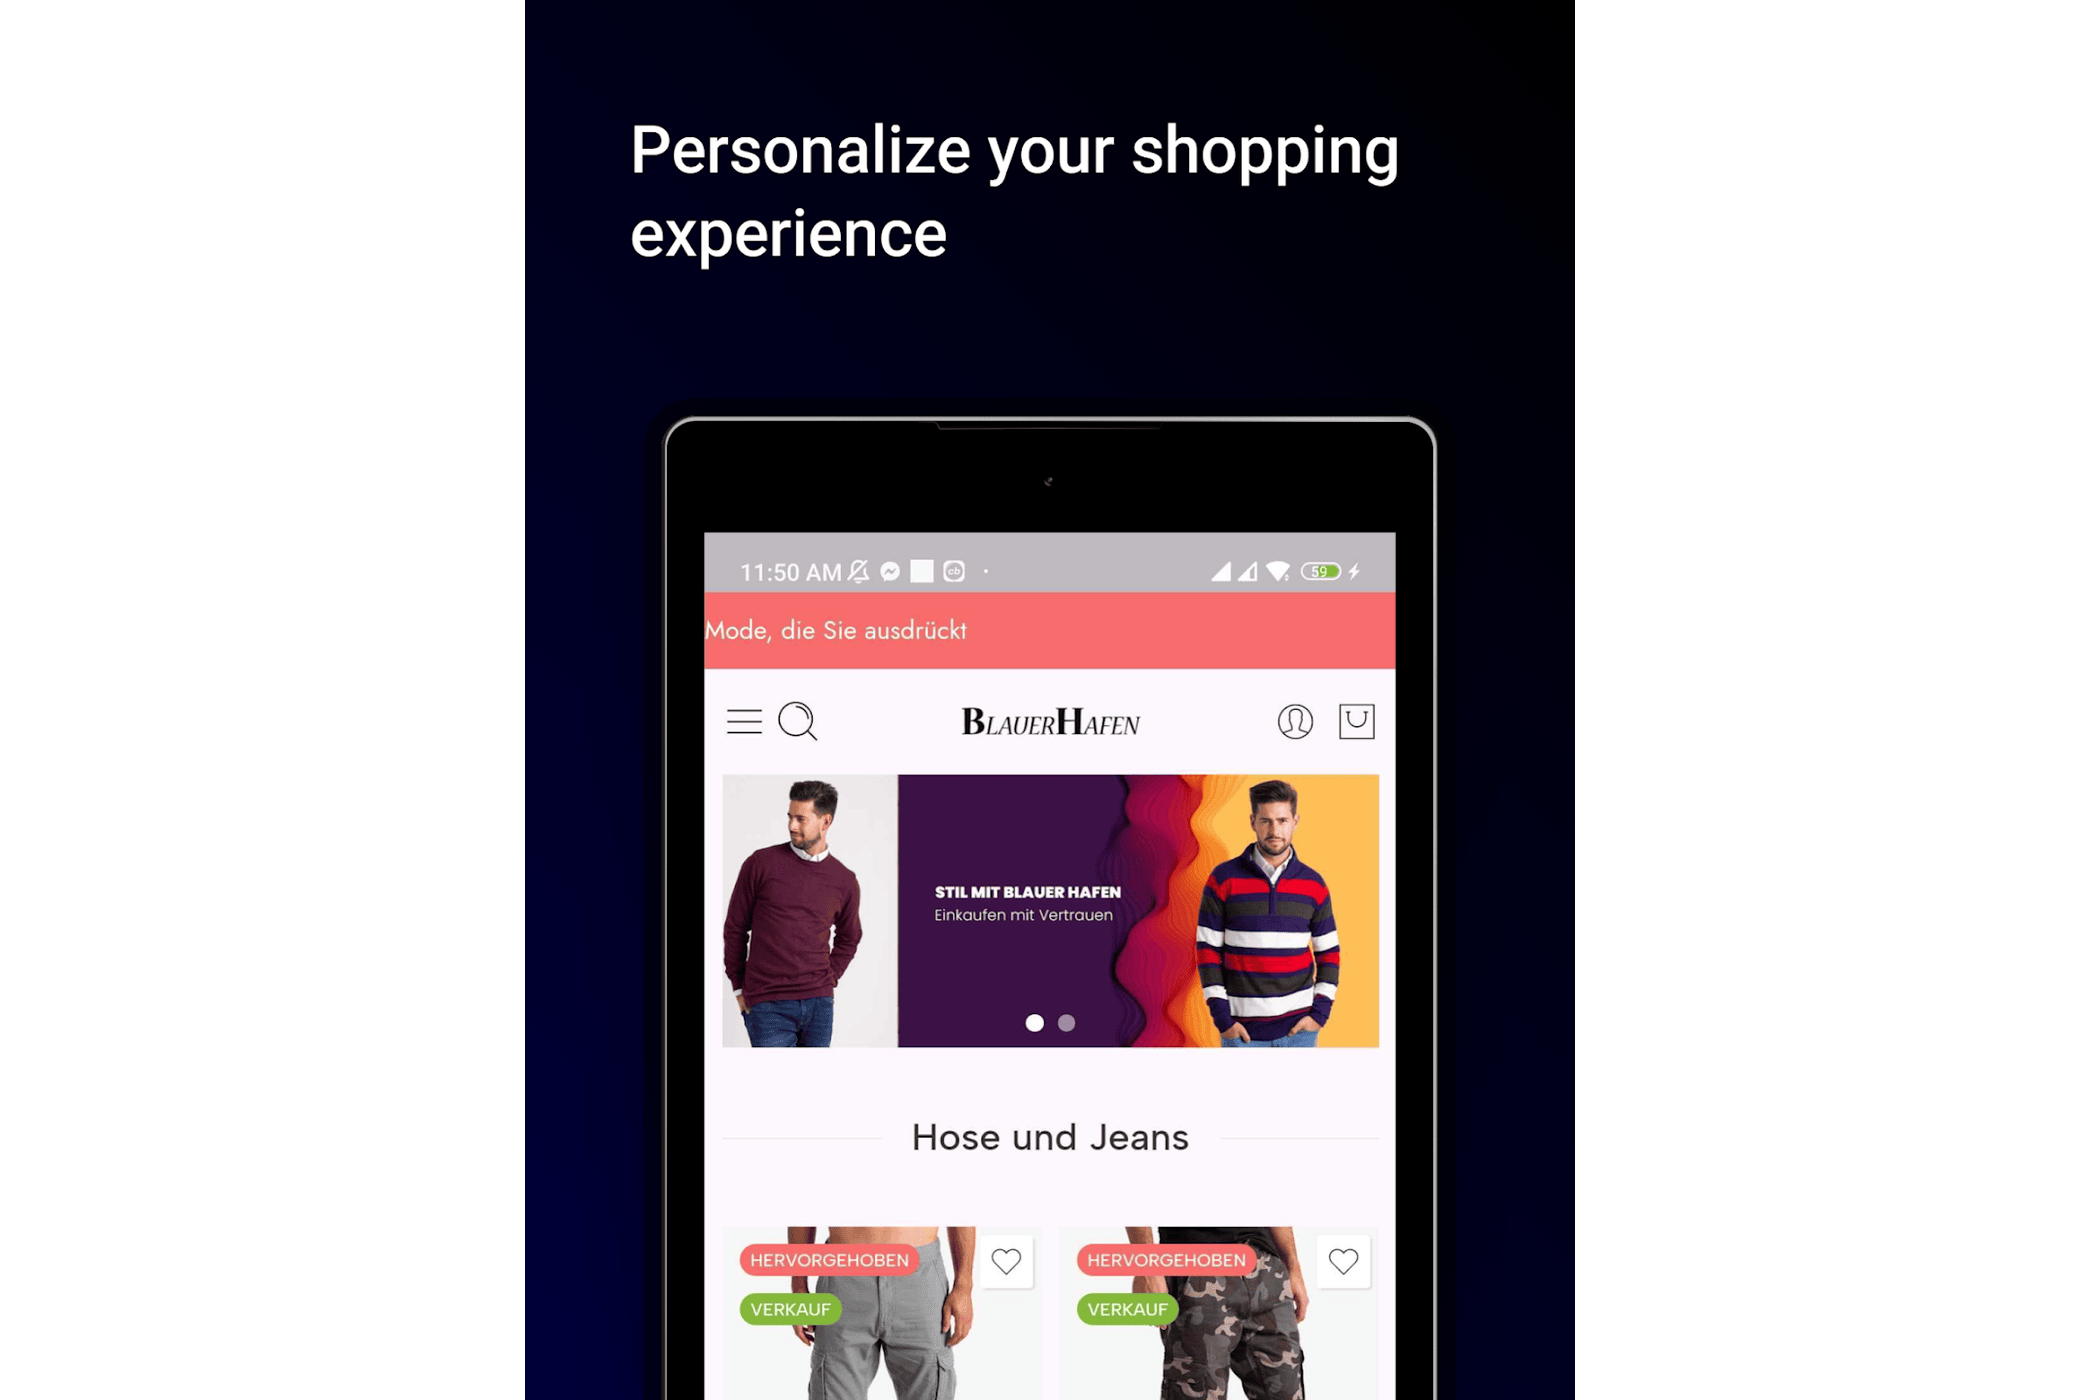 Personalize your shopping
experience
11:50 AM
59
Mode, die Sie ausdrückt
BLAUERHAFEN
STIL MIT BLAUER HAFEN
Einkaufen mit Vertrauen
Hose und Jeans
HERVORGEHOBEN
VERKAUF
HERVORGEHOBEN
VERKAUF